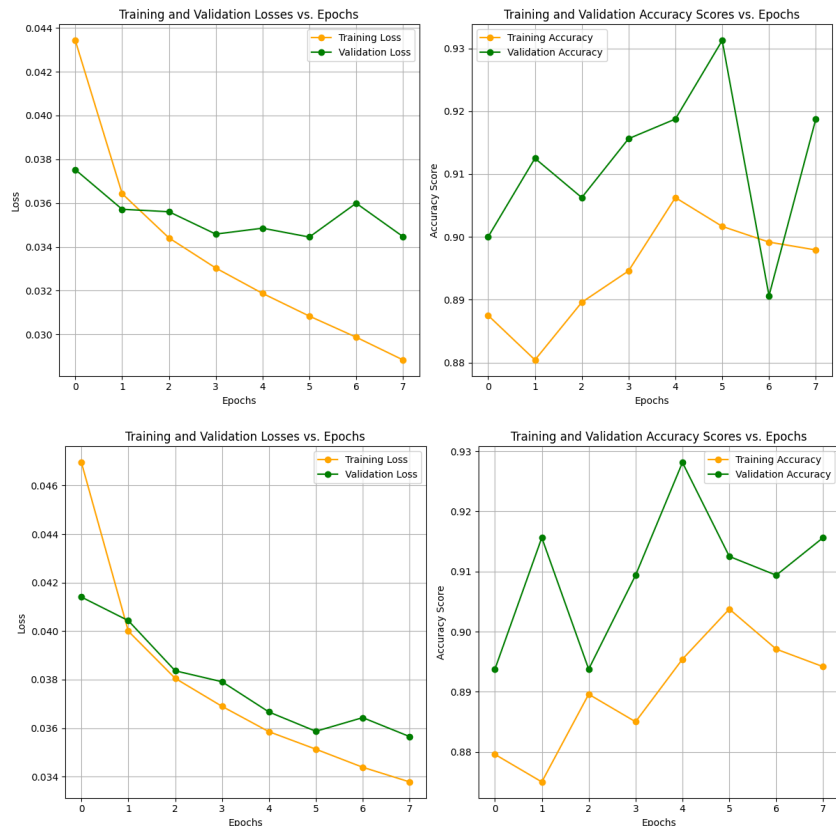 Training and Validation Losses vs. Epochs
Training Loss
Validation Loss
0.044
0.042
0.040
0.038
0.036
0.034
0.032
0.030
Loss
0 1 2 3 4 5 6 7
Epochs
Training and Validation Accuracy Scores vs. Epochs
Training Accuracy
Validation Accuracy
0.93
0.92
0.91
0.90
0.89
0.88
Accuracy Score
0 1 2 3 4 5 6 7
Epochs
Training and Validation Losses vs. Epochs
Training Loss
Validation Loss
0.046
0.044
0.042
0.040
0.038
0.036
0.034
Loss
0 1 2 3 4 5 6 7
Epochs
Training and Validation Accuracy Scores vs. Epochs
Training Accuracy
Validation Accuracy
0.93
0.92
0.91
0.90
0.89
0.88
Accuracy Score
0 1 2 3 4 5 6 7
Epochs